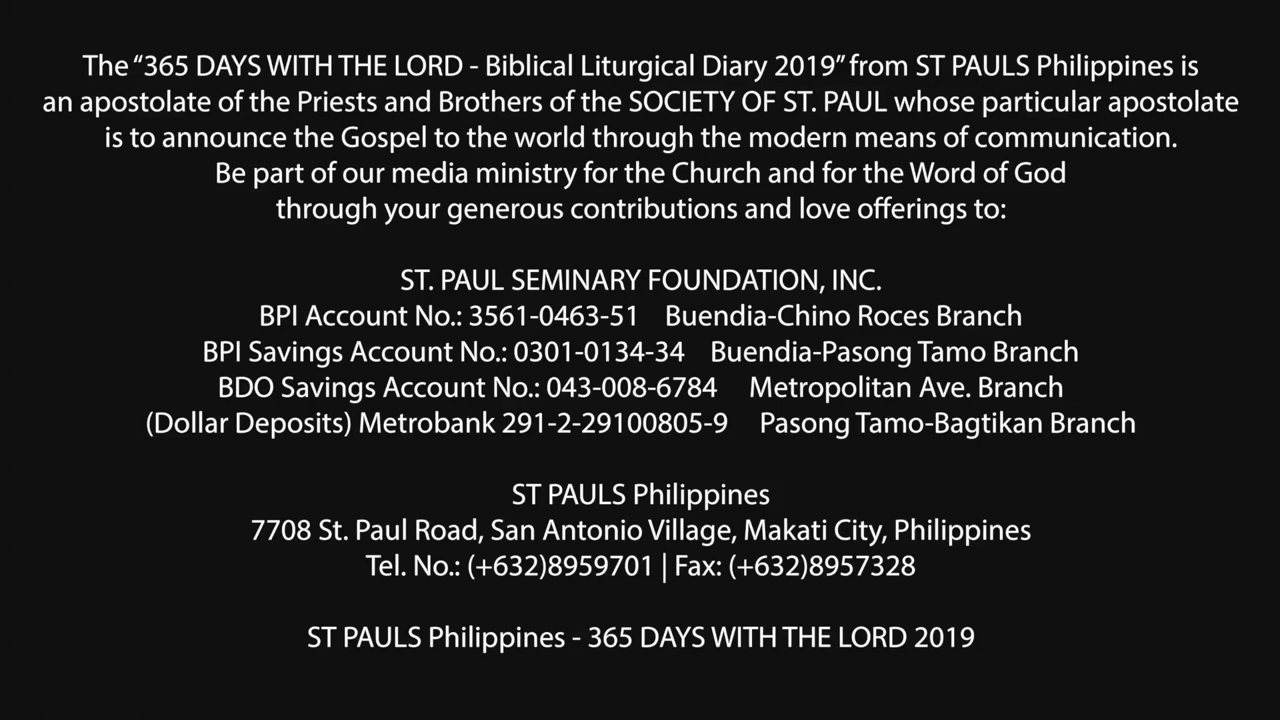 The “365 DAYS WITH THE LORD - Biblical Liturgical Diary 2019” from ST PAULS Philippines is
an apostolate of the Priests and Brothers of the SOCIETY OF ST. PAUL whose particular apostolate
is to announce the Gospel to the world through the modern means of communication.
Be part of our media ministry for the Church and for the Word of God
through your generous contributions and love offerings to:
ST. PAUL SEMINARY FOUNDATION, INC.
BPI Account No.: 3561-0463-51 Buendia-Chino Roces Branch
BPI Savings Account No.: 0301-0134-34 Buendia-Pasong Tamo Branch
BDO Savings Account No.: 043-008-6784 Metropolitan Ave. Branch
(Dollar Deposits) Metrobank 291-2-29100805-9 Pasong Tamo-Bagtikan Branch
ST PAULS Philippines
7708 St. Paul Road, San Antonio Village, Makati City, Philippines
Tel. No.: (+632)8959701 | Fax: (+632)8957328
ST PAULS Philippines - 365 DAYS WITH THE LORD 2019